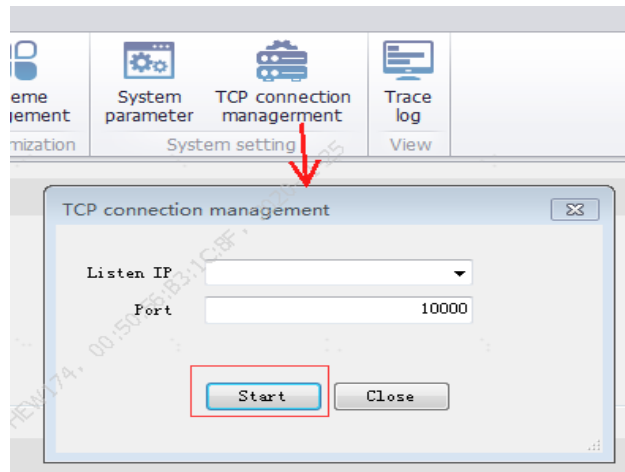 eme
gement
System
parameter
TCP connection
managerment
Trace
log
mization
System setting
View
TCP connection management
Listen IP
Port
10000
Start
Close